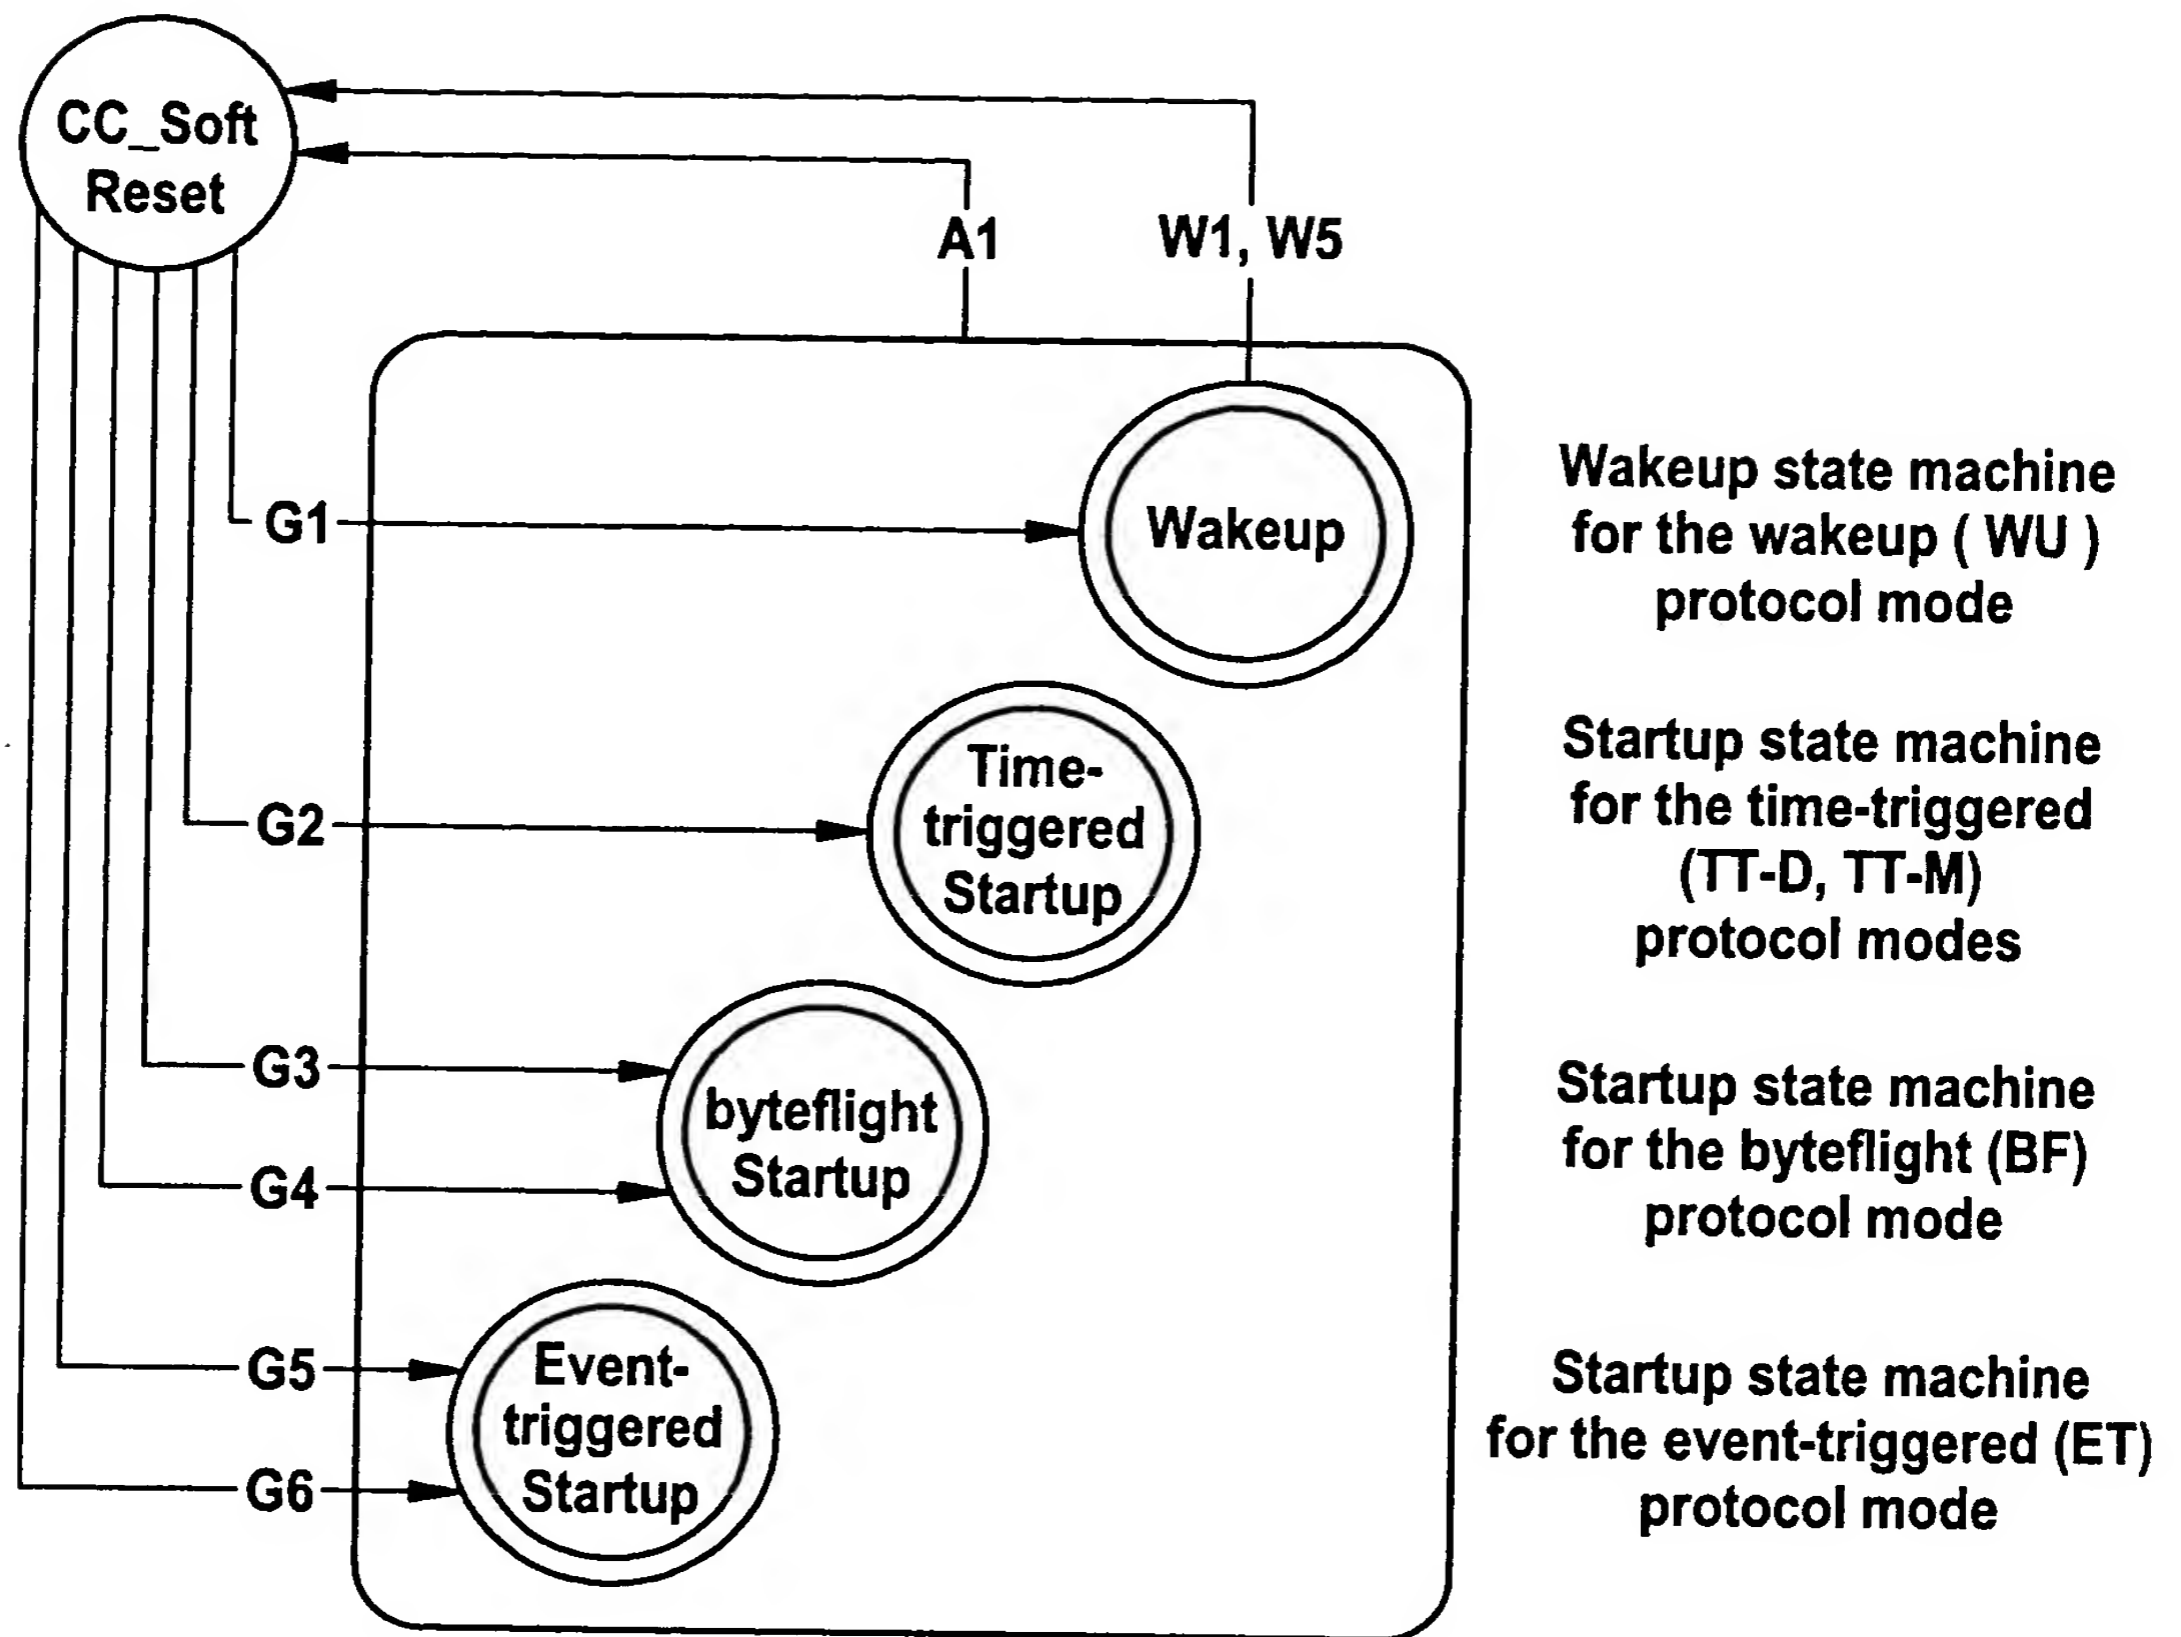 CC_Soft
Reset
A1
W1, W5
G1
Wakeup
Wakeup state machine
for the wakeup ( WU )
protocol mode
G2
Time-
triggered
Startup
Startup state machine
for the time-triggered
(TT-D, TT-M)
protocol modes
G3
G4
byteflight
Startup
Startup state machine
for the byteflight (BF)
protocol mode
G5
G6
Event-
triggered
Startup
Startup state machine
for the event-triggered (ET)
protocol mode